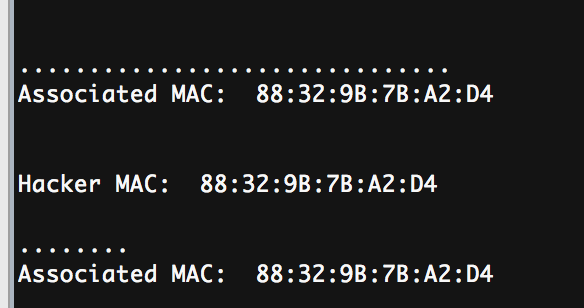 ...............................
Associated MAC:  88:32:9B:7B:A2:D4
Hacker MAC:  88:32:9B:7B:A2:D4
........
Associated MAC:  88:32:9B:7B:A2:D4